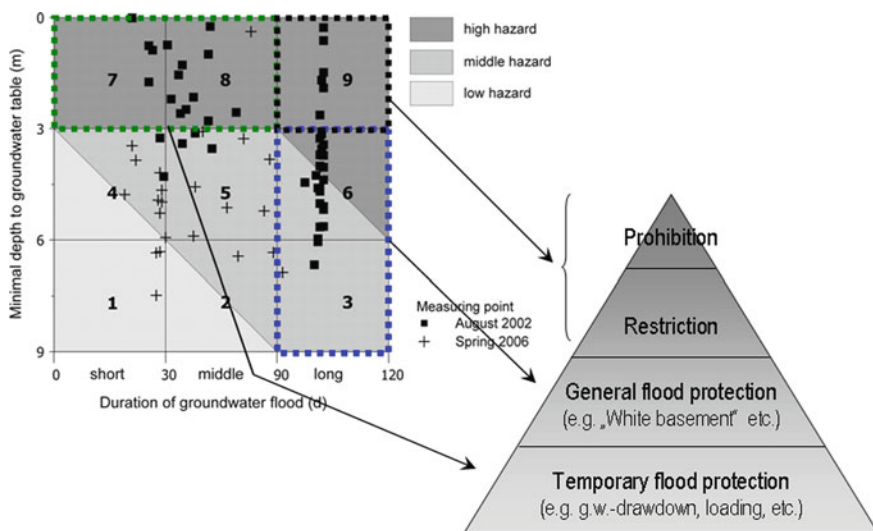 0
3
6
9
Minimal depth to groundwater table (m)
7
8
9
4
5
6
1
2
3
0
short
30
middle
90
long
120
Duration of groundwater flood (d)
high hazard
middle hazard
low hazard
Measuring point
August 2002
Spring 2006
Prohibition
Restriction
General flood protection
(e.g. „White basement“ etc.)
Temporary flood protection
(e.g. g.w.-drawdown, loading, etc.)